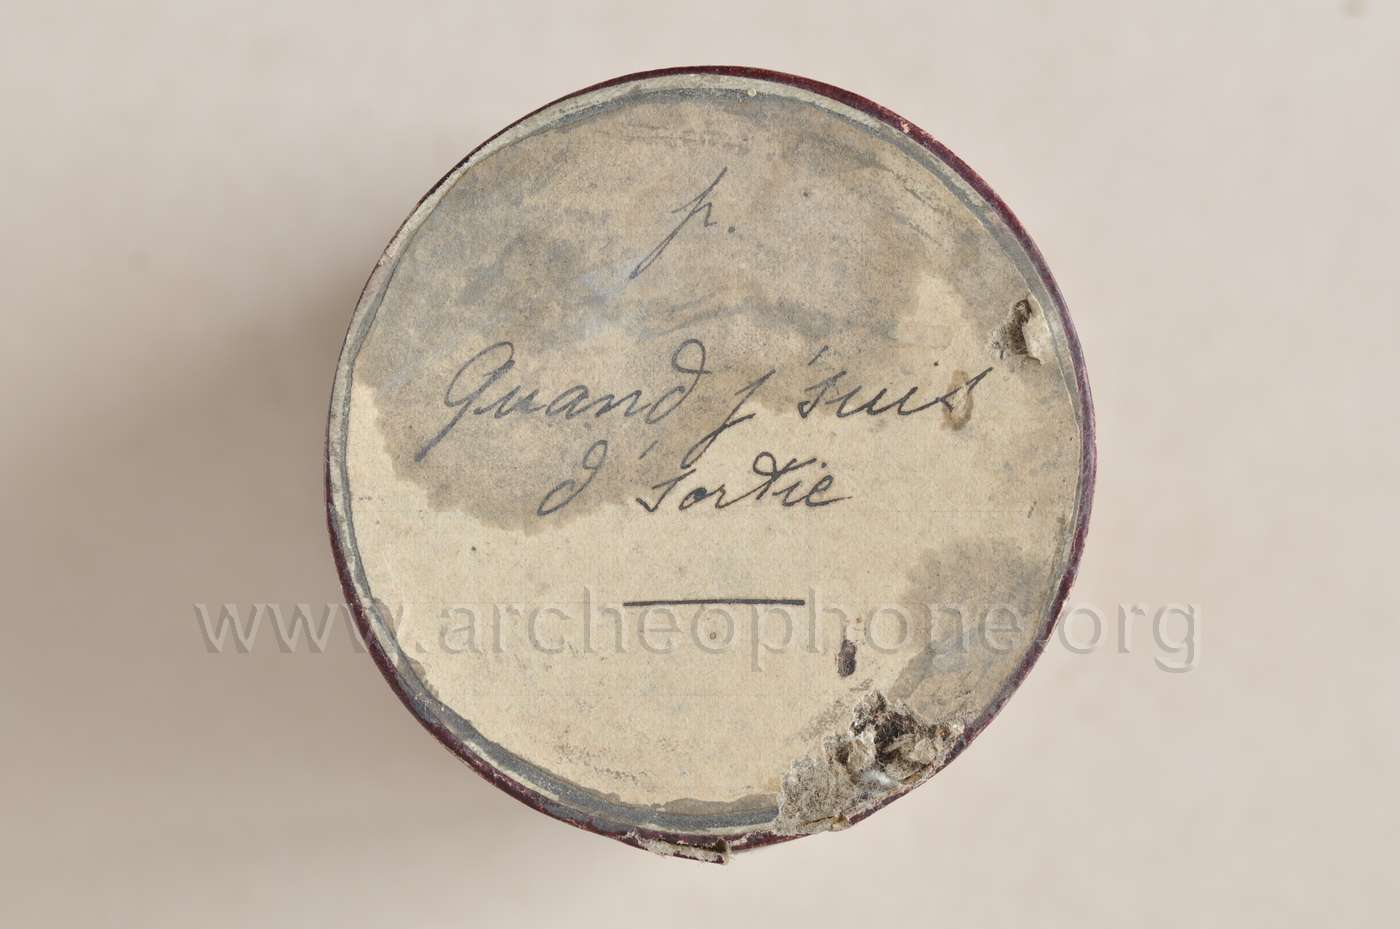 p.
Quand j'suis
d'sortie
www.archeophone.org